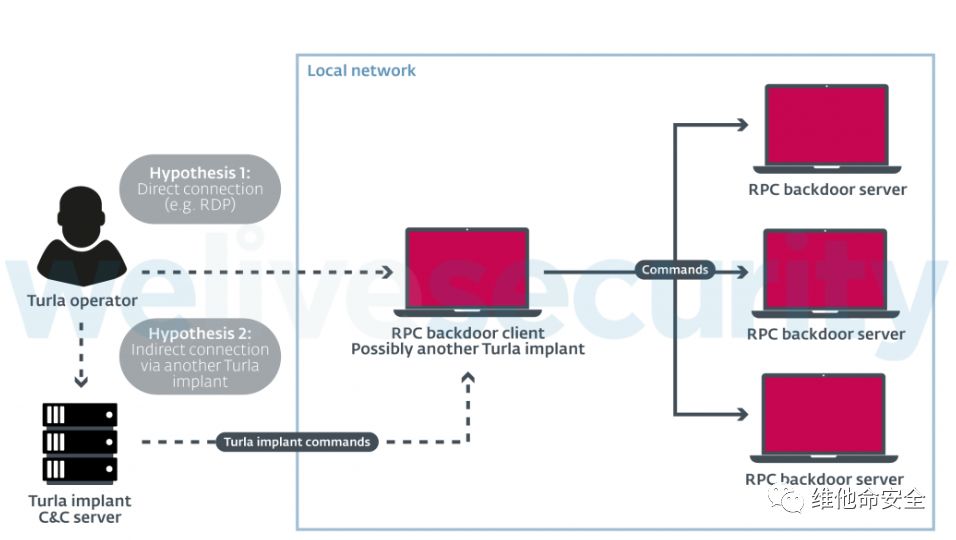 Local network
Hypothesis 1:
Direct connection
(e.g. RDP)
Turla operator
Hypothesis 2:
Indirect connection
via another Turla
implant
Turla implant
C&C server
Turla implant commands
RPC backdoor client
Possibly another Turla implant
Commands
RPC backdoor server
RPC backdoor server
RPC backdoor server
welivesecurity
维他命安全